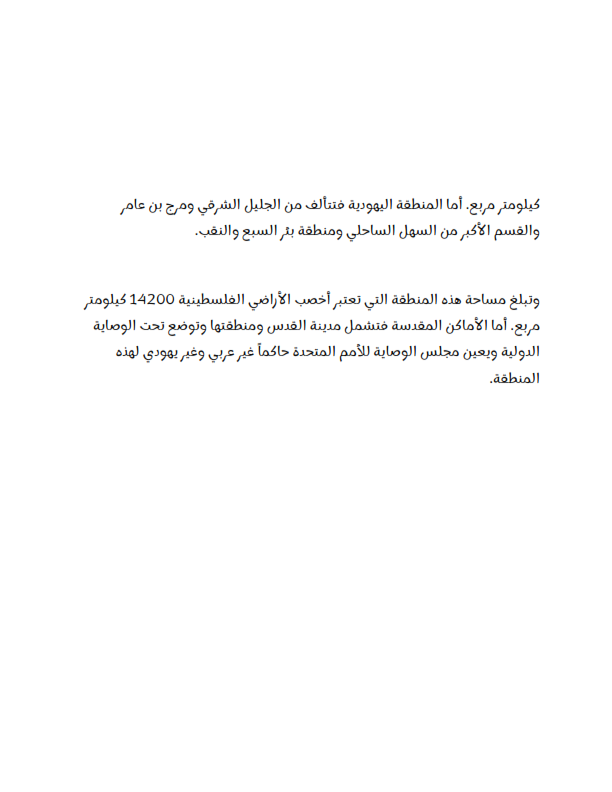 كيلومتر مربع. أما المنطقة اليهودية فتتألف من الجليل الشرقي ومرج بن عامر
والقسم الأكبر من السهل الساحلي ومنطقة بئر السبع والنقب.
وتبلغ مساحة هذه المنطقة التي تعتبر أخصب الأراضي الفلسطينية 14200 كيلومتر
مربع. أما الأماكن المقدسة فتشمل مدينة القدس ومنطقتها وتوضع تحت الوصاية
الدولية ويعين مجلس الوصاية للأمم المتحدة حاكماً غير عربي وغير يهودي لهذه
المنطقة.